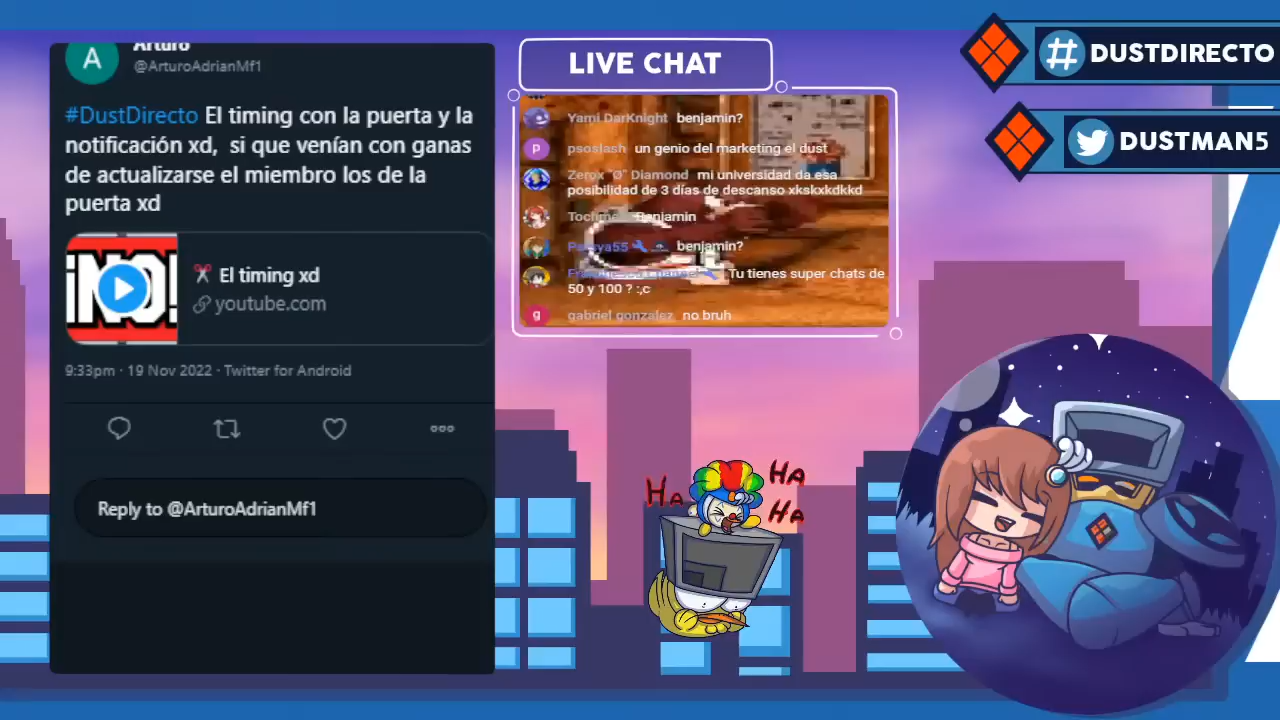 Arturo
@ArturoAdrianMf1
#DustDirecto El timing con la puerta y la
notificación xd, si que venían con ganas
de actualizarse el miembro los de la
puerta xd
¡NO!
El timing xd
youtube.com
9:33pm · 19 Nov 2022 · Twitter for Android
Reply to @ArturoAdrianMf1
LIVE CHAT
Yami DarKnight benjamin?
psoslash un genio del marketing el dust
Zerox "Ø" Diamond mi universidad da esa
posibilidad de 3 días de descanso xkskxkdkkd
Benjamin
benjamin?
Tu tienes super chats de
50 y 100 ? :,c
gabriel gonzalez no bruh
# DUSTDIRECTO
DUSTMAN5
HA
HA
HA